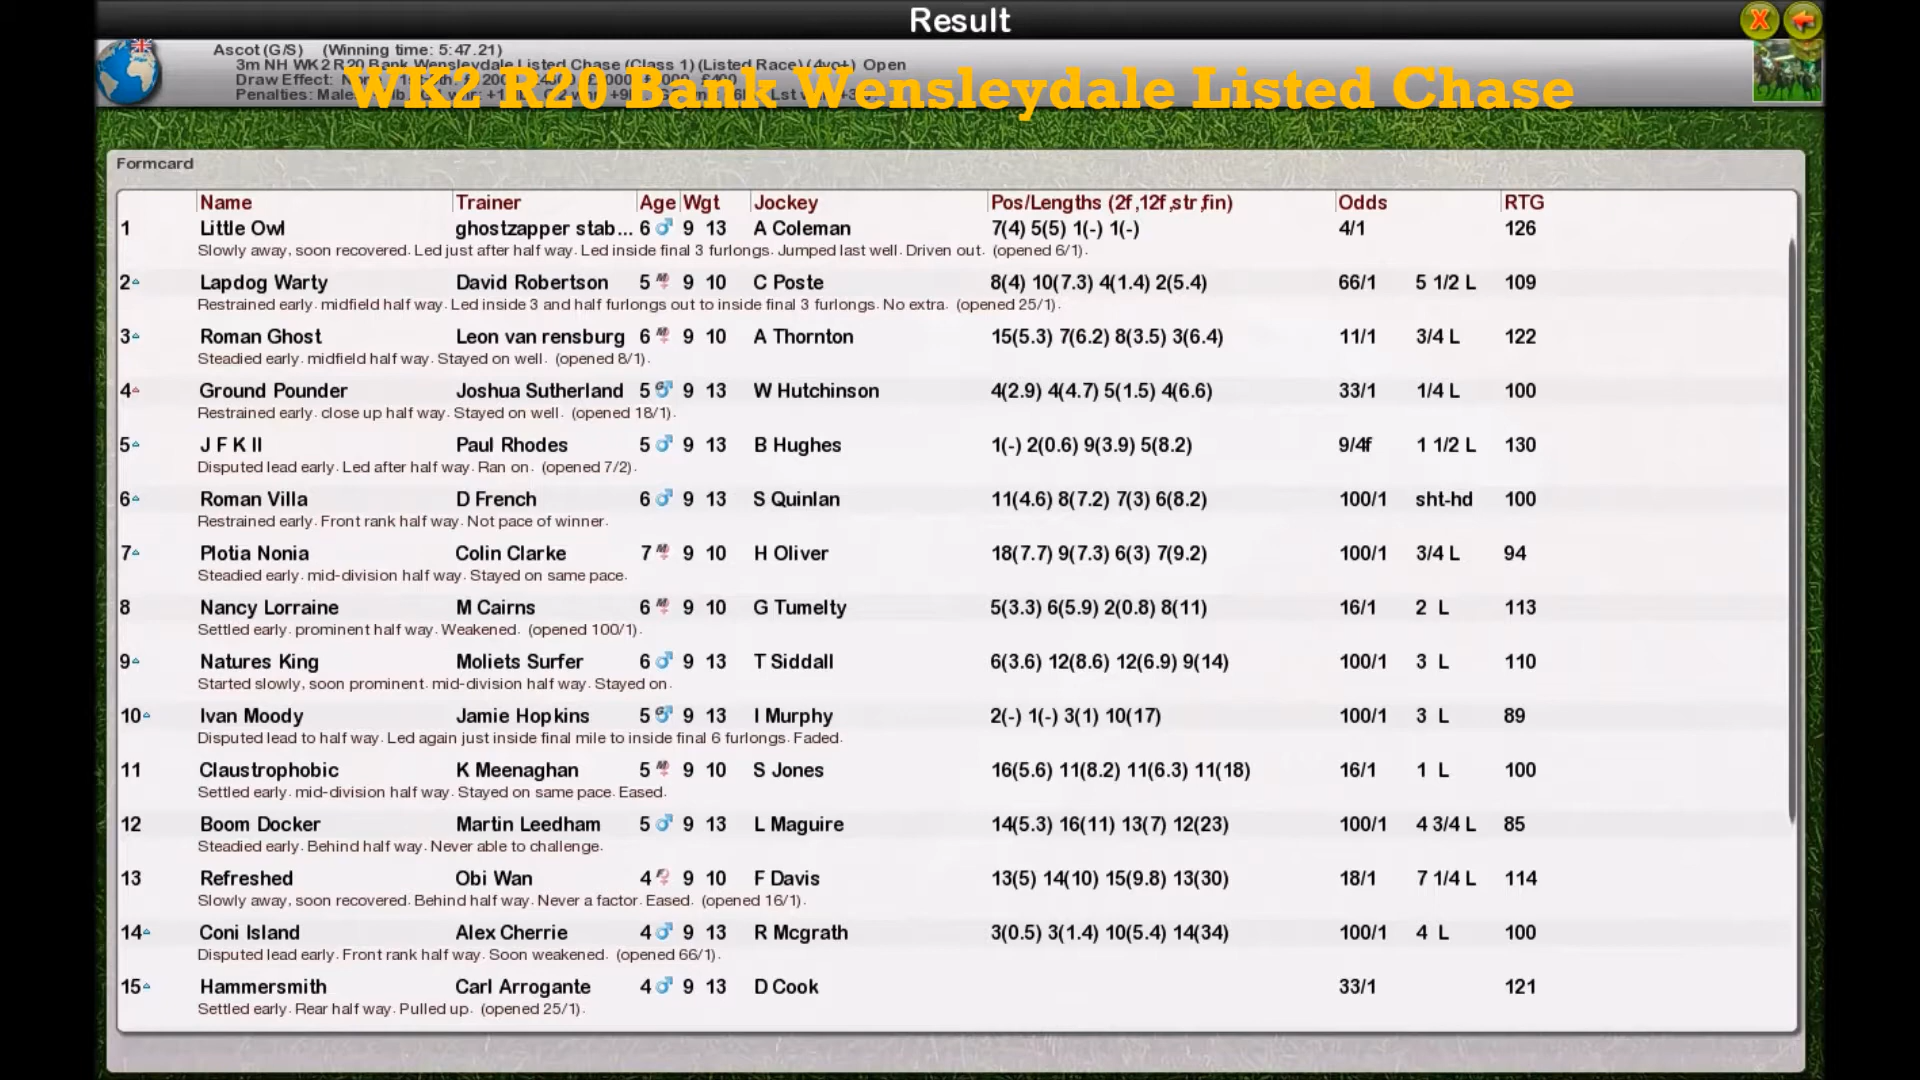 Result
Ascot (G/S) (Winning time: 5:47.21)
3m NH WK2 R20 Bank Wensleydale Listed Chase (Class 1) (Listed Race) (4yo+) Open
Draw Effect:
Penalties:
WK2 R20 Bank Wensleydale Listed Chase
Formcard
Name Trainer Age Wgt Jockey Pos/Lengths (2f,12f,str,fin) Odds RTG
1 Little Owl ghostzapper stab... 6 9 13 A Coleman 7(4) 5(5) 1(-) 1(-) 4/1 126
Slowly away, soon recovered. Led just after half way. Led inside final 3 furlongs. Jumped last well. Driven out. (opened 6/1).
2 Lapdog Warty David Robertson 5 M 9 10 C Poste 8(4) 10(7.3) 4(1.4) 2(5.4) 66/1 5 1/2 L 109
Restrained early. midfield half way. Led inside 3 and half furlongs out to inside final 3 furlongs. No extra. (opened 25/1).
3 Roman Ghost Leon van rensburg 6 M 9 10 A Thornton 15(5.3) 7(6.2) 8(3.5) 3(6.4) 11/1 3/4 L 122
Steadied early. midfield half way. Stayed on well. (opened 8/1).
4 Ground Pounder Joshua Sutherland 5 G 9 13 W Hutchinson 4(2.9) 4(4.7) 5(1.5) 4(6.6) 33/1 1/4 L 100
Restrained early. close up half way. Stayed on well. (opened 18/1).
5 J F K II Paul Rhodes 5 9 13 B Hughes 1(-) 2(0.6) 9(3.9) 5(8.2) 9/4f 1 1/2 L 130
Disputed lead early. Led after half way. Ran on. (opened 7/2).
6 Roman Villa D French 6 9 13 S Quinlan 11(4.6) 8(7.2) 7(3) 6(8.2) 100/1 sht-hd 100
Restrained early. Front rank half way. Not pace of winner.
7 Plotia Nonia Colin Clarke 7 M 9 10 H Oliver 18(7.7) 9(7.3) 6(3) 7(9.2) 100/1 3/4 L 94
Steadied early. mid-division half way. Stayed on same pace.
8 Nancy Lorraine M Cairns 6 M 9 10 G Tumelty 5(3.3) 6(5.9) 2(0.8) 8(11) 16/1 2 L 113
Settled early. prominent half way. Weakened. (opened 100/1).
9 Natures King Moliets Surfer 6 9 13 T Siddall 6(3.6) 12(8.6) 12(6.9) 9(14) 100/1 3 L 110
Started slowly, soon prominent. mid-division half way. Stayed on.
10 Ivan Moody Jamie Hopkins 5 G 9 13 I Murphy 2(-) 1(-) 3(1) 10(17) 100/1 3 L 89
Disputed lead to half way. Led again just inside final mile to inside final 6 furlongs. Faded.
11 Claustrophobic K Meenaghan 5 M 9 10 S Jones 16(5.6) 11(8.2) 11(6.3) 11(18) 16/1 1 L 100
Settled early. mid-division half way. Stayed on same pace. Eased.
12 Boom Docker Martin Leedham 5 9 13 L Maguire 14(5.3) 16(11) 13(7) 12(23) 100/1 4 3/4 L 85
Steadied early. Behind half way. Never able to challenge.
13 Refreshed Obi Wan 4 F 9 10 F Davis 13(5) 14(10) 15(9.8) 13(30) 18/1 7 1/4 L 114
Slowly away, soon recovered. Behind half way. Never a factor. Eased. (opened 16/1).
14 Coni Island Alex Cherrie 4 9 13 R Mcgrath 3(0.5) 3(1.4) 10(5.4) 14(34) 100/1 4 L 100
Disputed lead early. Front rank half way. Soon weakened. (opened 66/1).
15 Hammersmith Carl Arrogante 4 9 13 D Cook 33/1 121
Settled early. Rear half way. Pulled up. (opened 25/1).